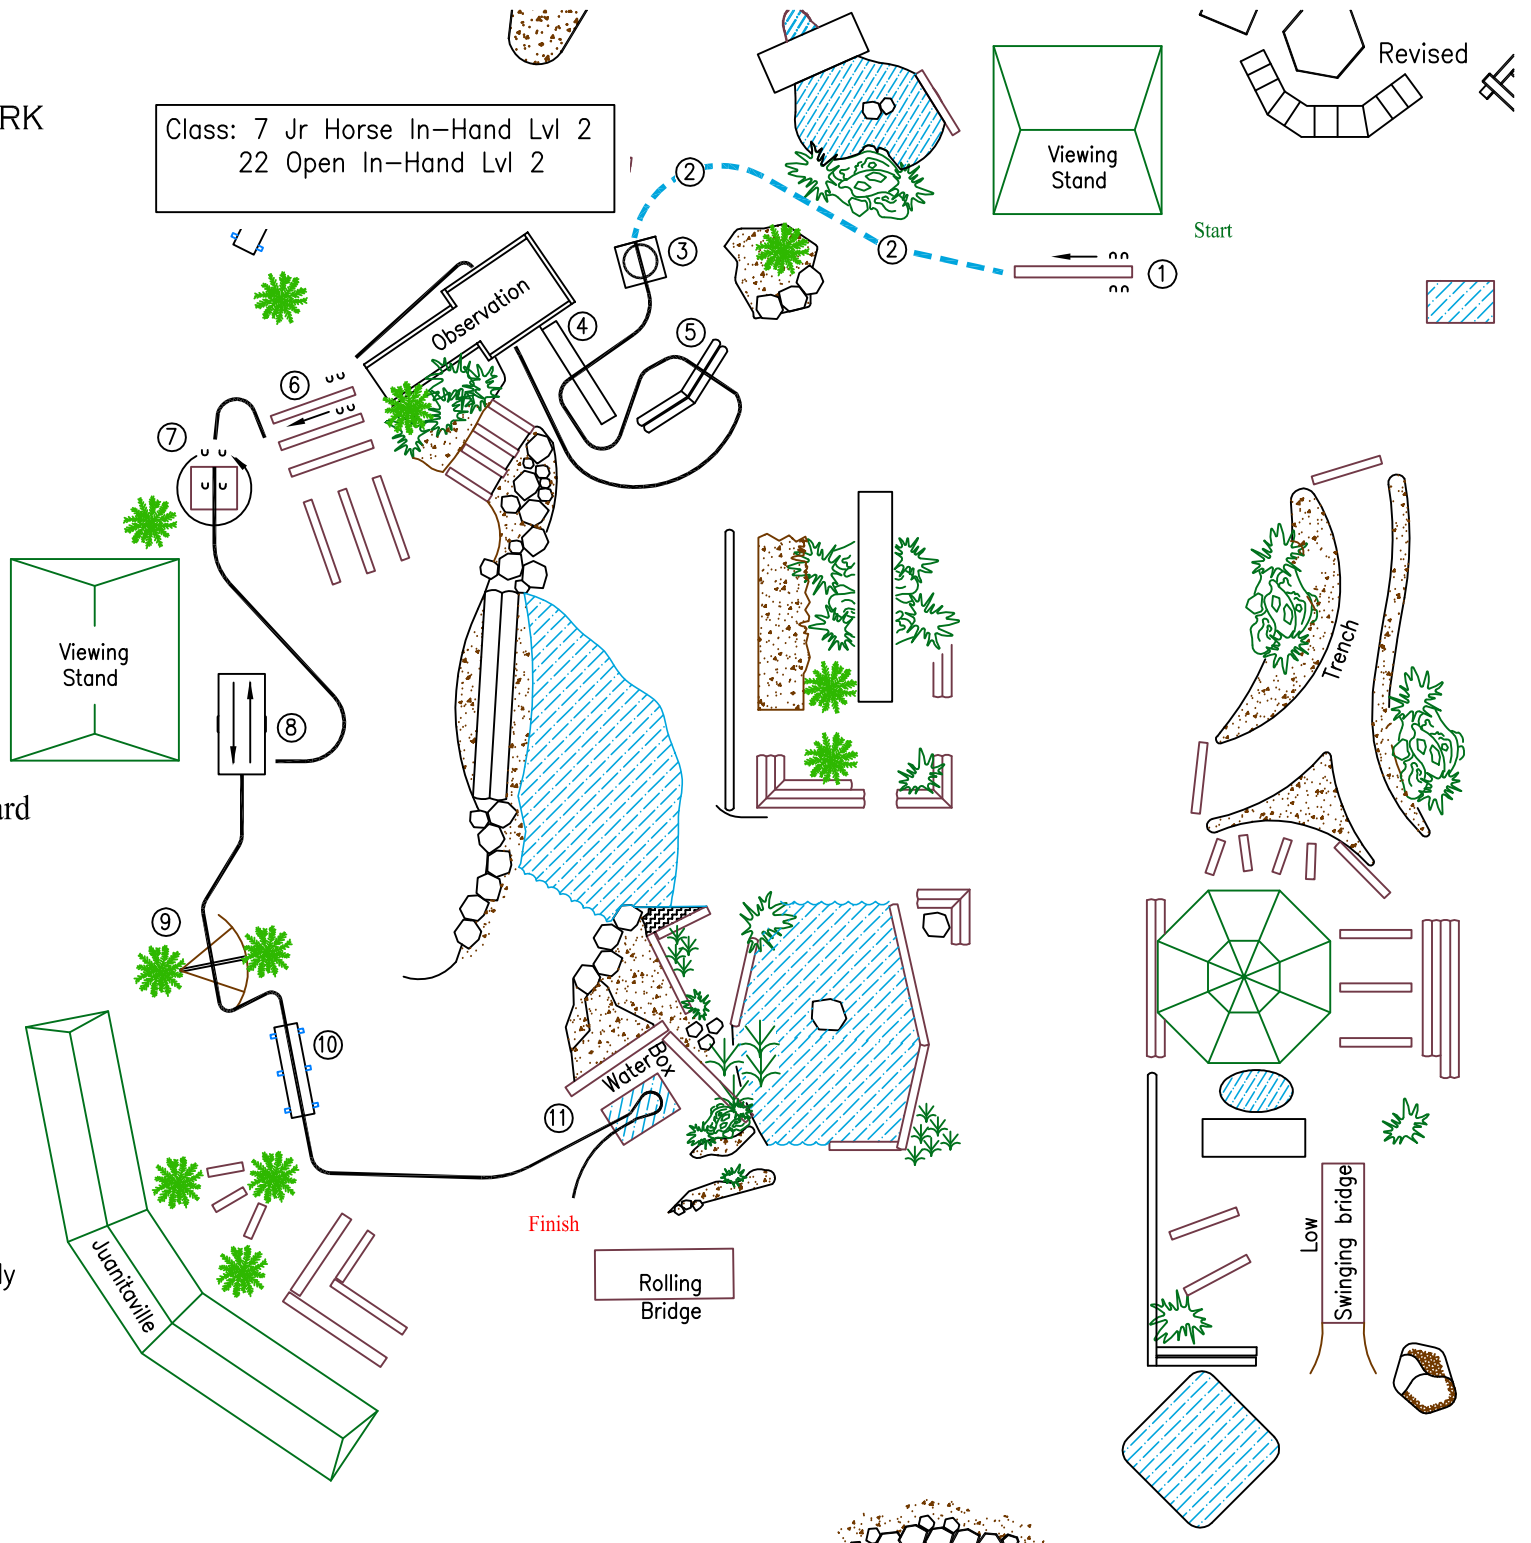 RK
Revised
Class: 7 Jr Horse In-Hand Lvl 2
22 Open In-Hand Lvl 2
Viewing
Stand
Start
2
2
3
1
Observation
4
5
6
7
Viewing
Stand
Trench
8
ard
9
10
Water
Box
11
Finish
Low
Swinging bridge
Juanitaville
ly
Rolling
Bridge